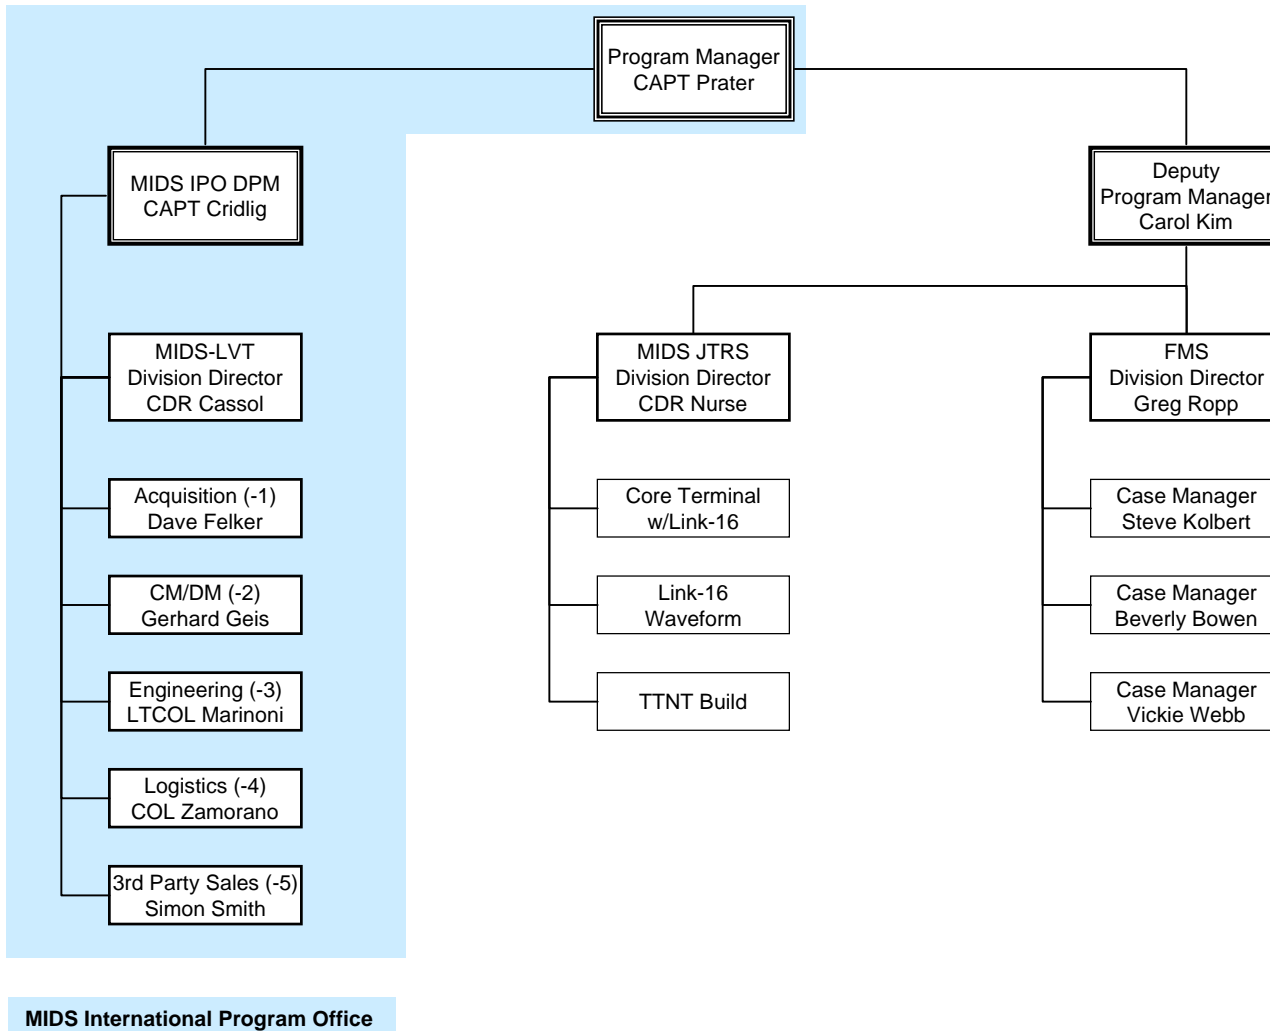 Program Manager
CAPT Prater
MIDS IPO DPM
CAPT Cridlig
Deputy
Program Manager
Carol Kim
MIDS-LVT
Division Director
CDR Cassol
MIDS JTRS
Division Director
CDR Nurse
FMS
Division Director
Greg Ropp
Acquisition (-1)
Dave Felker
Core Terminal
w/Link-16
Case Manager
Steve Kolbert
CM/DM (-2)
Gerhard Geis
Link-16
Waveform
Case Manager
Beverly Bowen
Engineering (-3)
LTCOL Marinoni
TTNT Build
Case Manager
Vickie Webb
Logistics (-4)
COL Zamorano
3rd Party Sales (-5)
Simon Smith
MIDS International Program Office